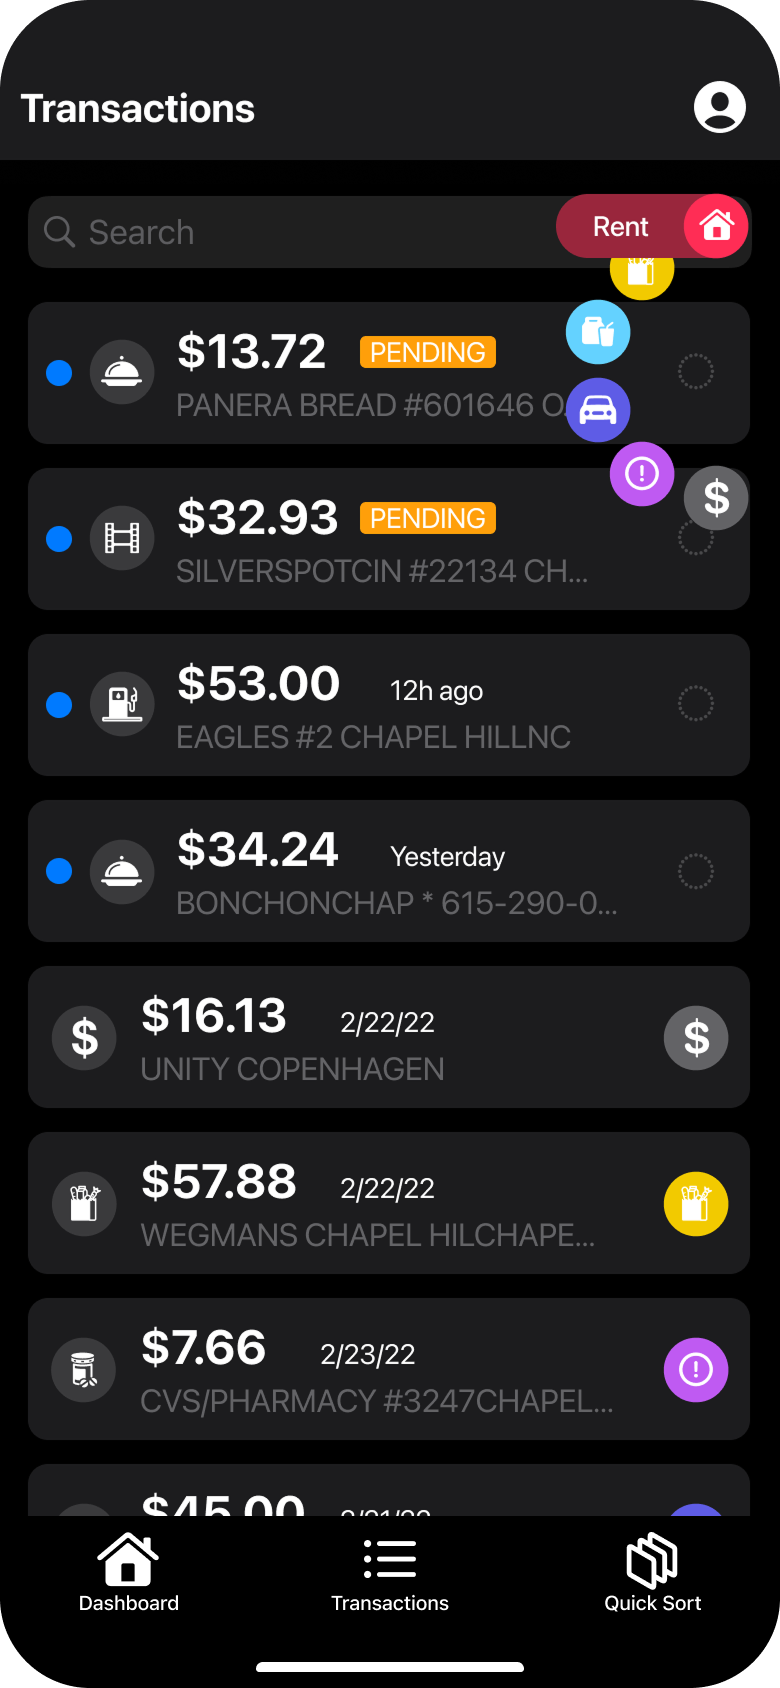 Transactions
Search
Rent
$13.72 PENDING
PANERA BREAD #601646 O.
$32.93 PENDING
SILVERSPOTCIN #22134 CH...
$53.00 12h ago
EAGLES #2 CHAPEL HILLNC
$34.24 Yesterday
BONCHONCHAP * 615-290-0...
$16.13 2/22/22
UNITY COPENHAGEN
$57.88 2/22/22
WEGMANS CHAPEL HILCHAPE...
$7.66 2/23/22
CVS/PHARMACY #3247CHAPEL...
$45.00
Dashboard
Transactions
Quick Sort